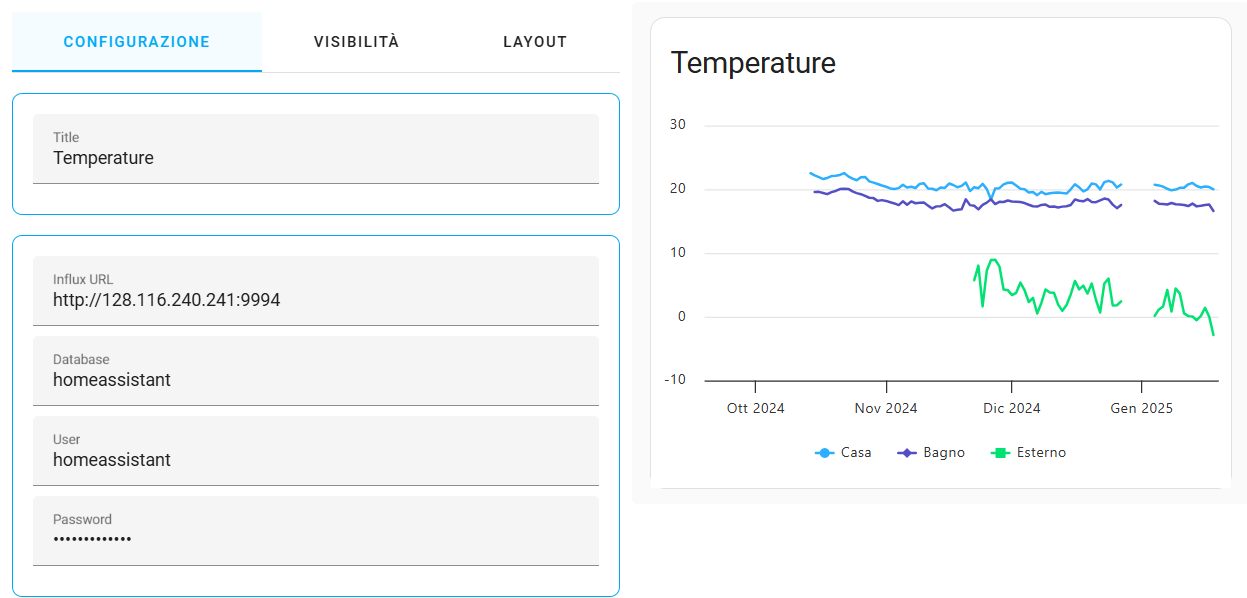 CONFIGURAZIONE
VISIBILITÀ
LAYOUT
Title
Temperature
Influx URL
http://128.116.240.241:9994
Database
homeassistant
User
homeassistant
Password
•••••••••••••
Temperature
30
20
10
0
-10
Ott 2024
Nov 2024
Dic 2024
Gen 2025
Casa
Bagno
Esterno